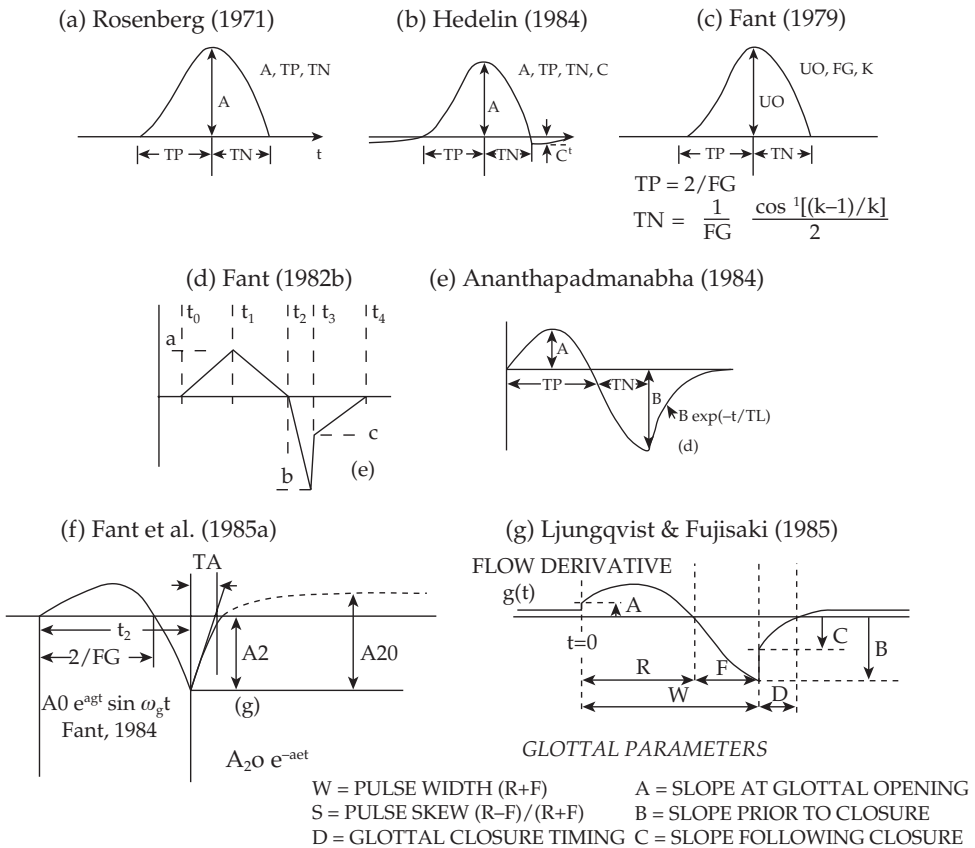 (a) Rosenberg (1971)
A, TP, TN
A
TP
TN
t
(b) Hedelin (1984)
A, TP, TN, C
A
TP
TN
C
t
(c) Fant (1979)
UO, FG, K
UO
TP
TN
TP = 2/FG
TN = 1/FG cos ¹[(k–1)/k]/2
(d) Fant (1982b)
t₀ t₁ t₂ t₃ t₄
a
b
c
(e)
(e) Ananthapadmanabha (1984)
A
TP
TN
B
B exp(–t/TL)
(d)
(f) Fant et al. (1985a)
TA
t₂
2/FG
A2
A20
(g)
A0 e^agt sin ω_g t
Fant, 1984
A₂o e^–aet
(g) Ljungqvist & Fujisaki (1985)
FLOW DERIVATIVE
g(t)
A
t=0
C
B
R
F
W
D
GLOTTAL PARAMETERS
W = PULSE WIDTH (R+F)
S = PULSE SKEW (R–F)/(R+F)
D = GLOTTAL CLOSURE TIMING
A = SLOPE AT GLOTTAL OPENING
B = SLOPE PRIOR TO CLOSURE
C = SLOPE FOLLOWING CLOSURE